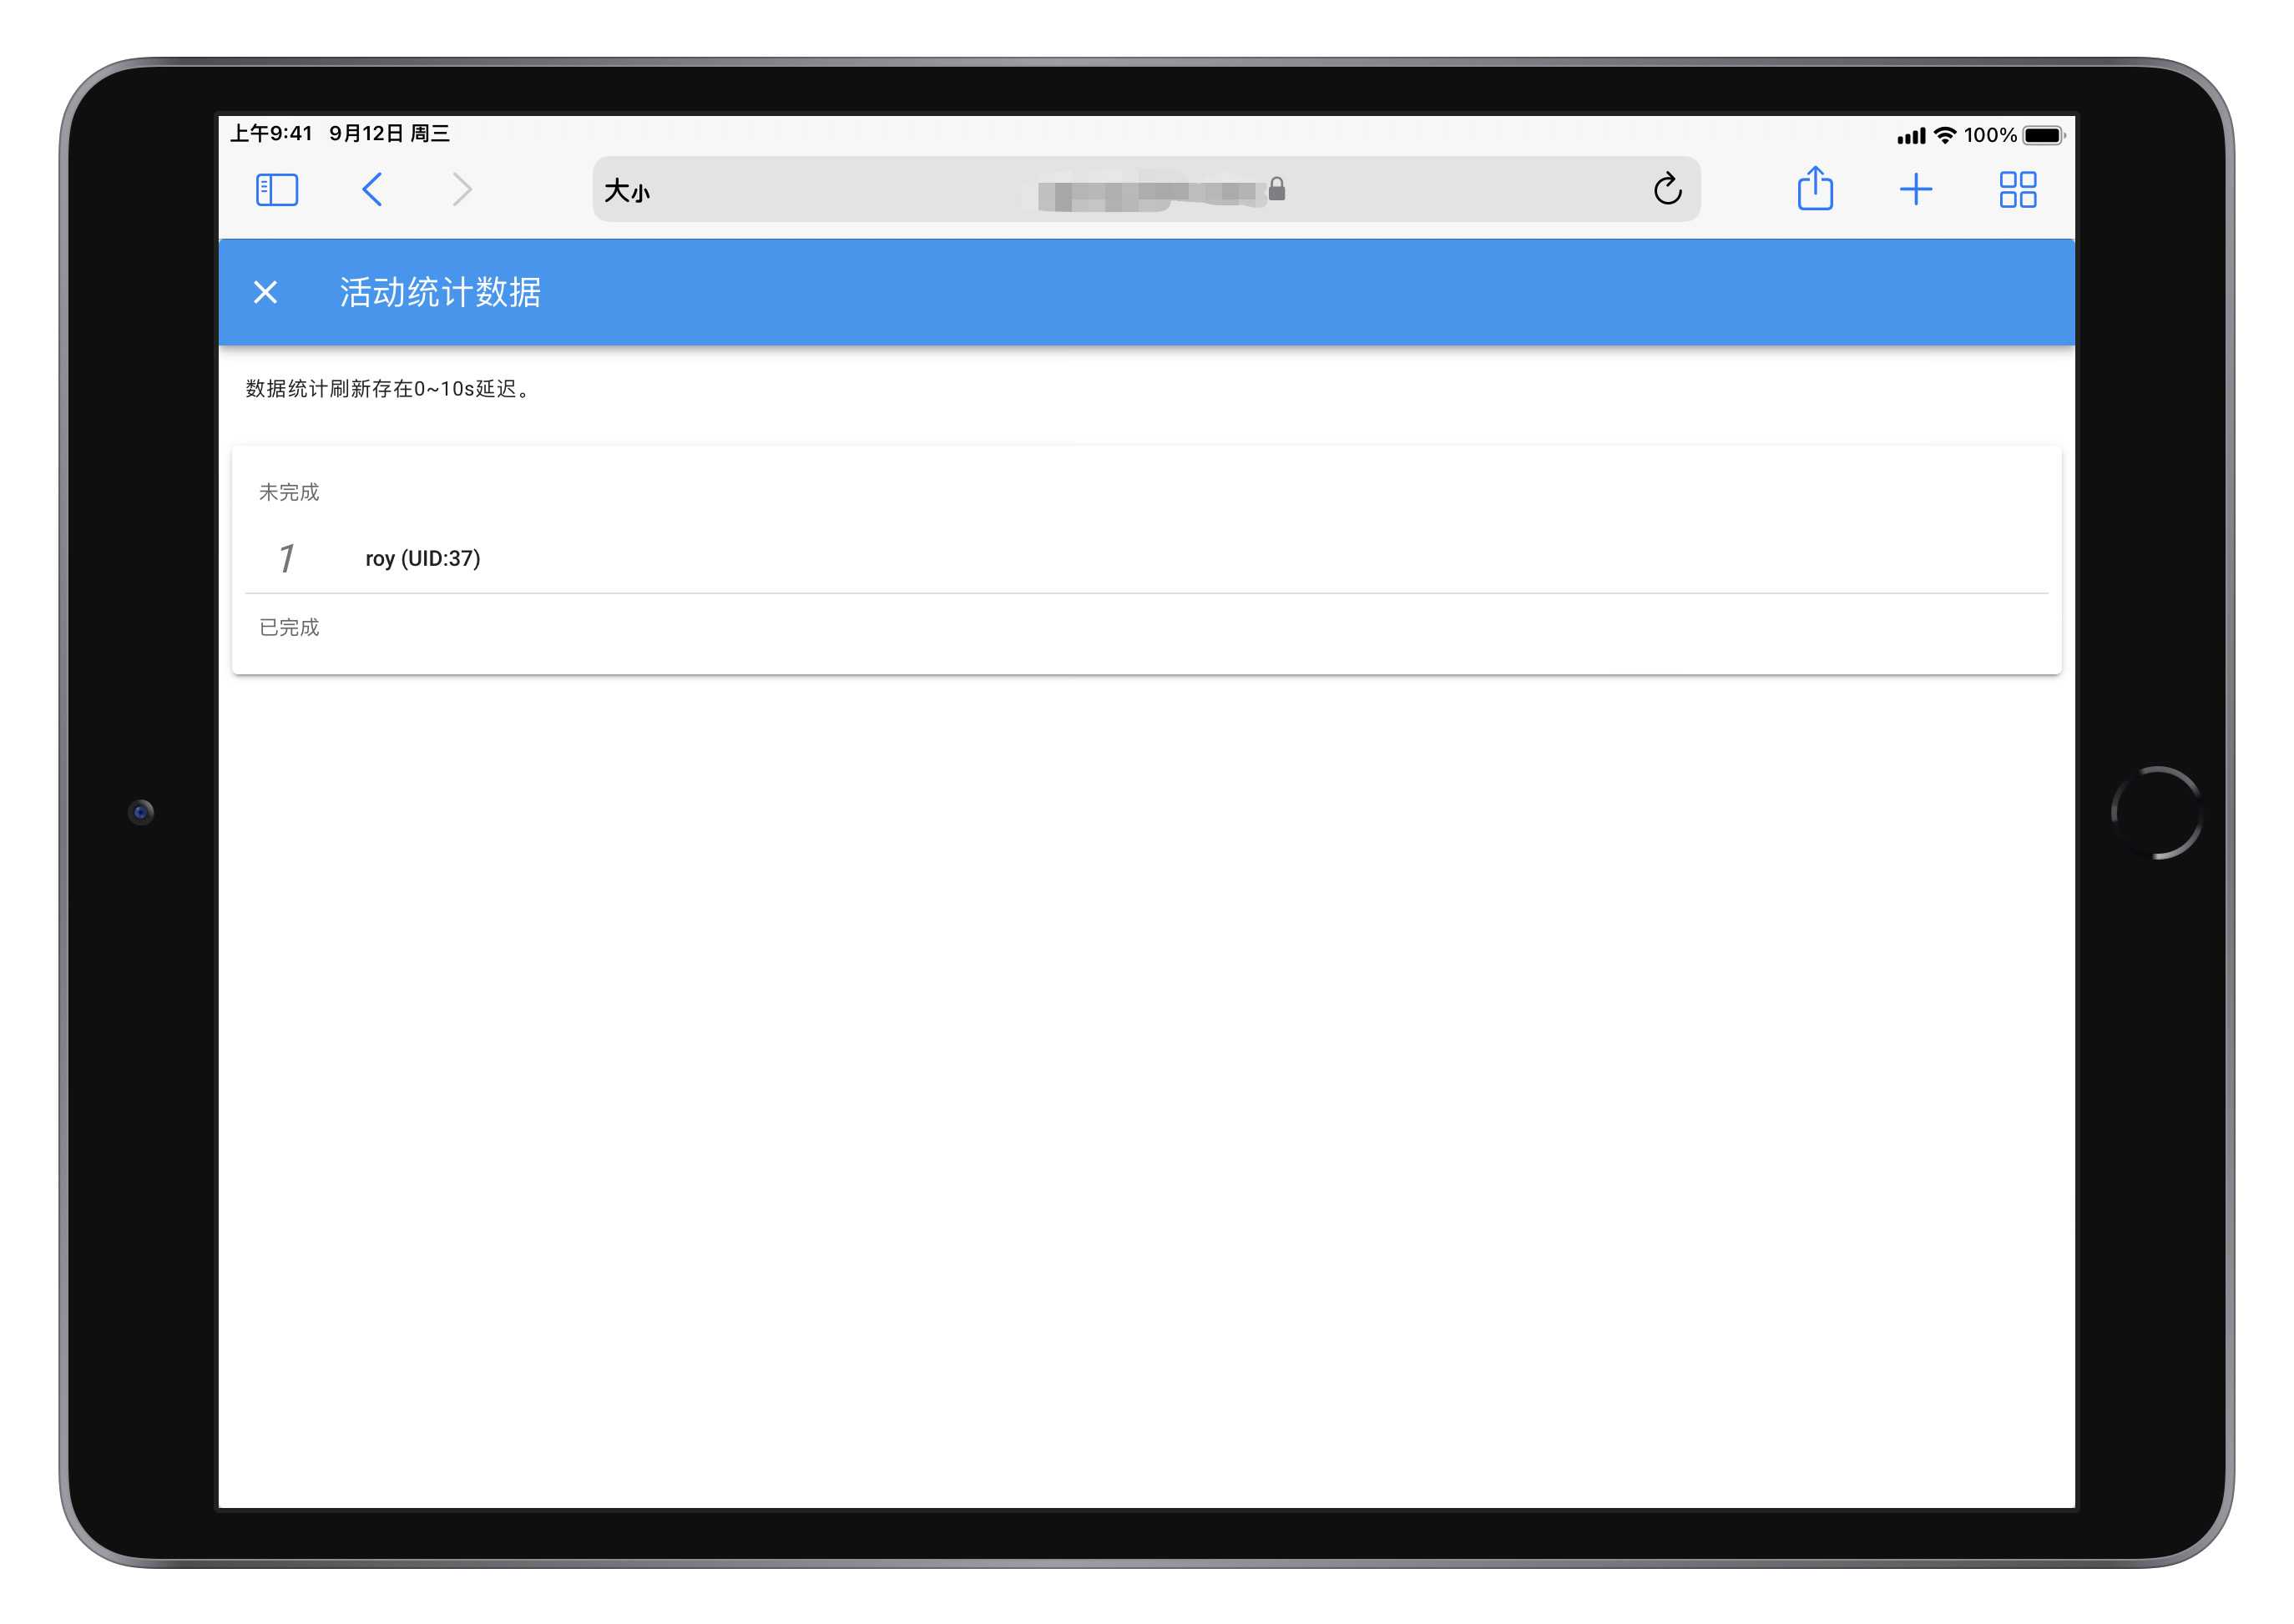 上午9:41 9月12日 周三
100%
大小
活动统计数据
数据统计刷新存在0~10s延迟。
未完成
1 roy (UID:37)
已完成